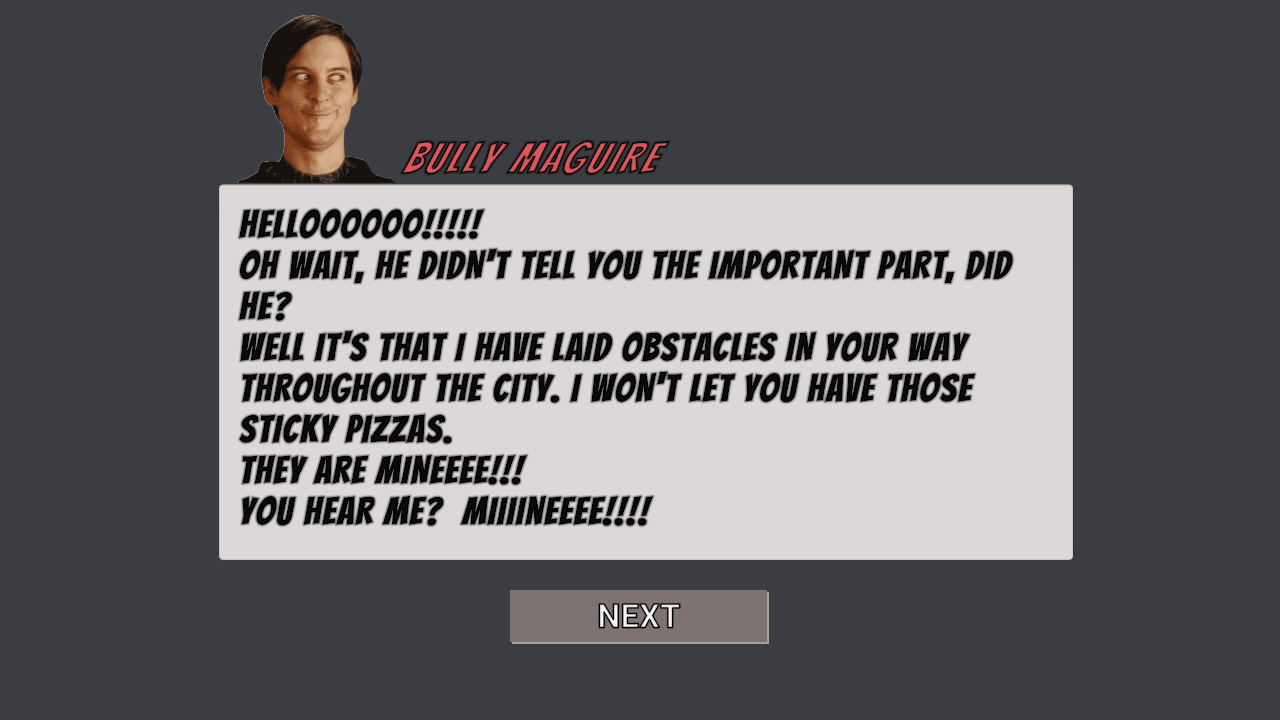 BULLY MAGUIRE
HELLOOOOOO!!!!!
OH WAIT, HE DIDN'T TELL YOU THE IMPORTANT PART, DID
HE?
WELL IT'S THAT I HAVE LAID OBSTACLES IN YOUR WAY
THROUGHOUT THE CITY. I WON'T LET YOU HAVE THOSE
STICKY PIZZAS.
THEY ARE MINEEEE!!!
YOU HEAR ME?  MIIIINEEEE!!!!
NEXT